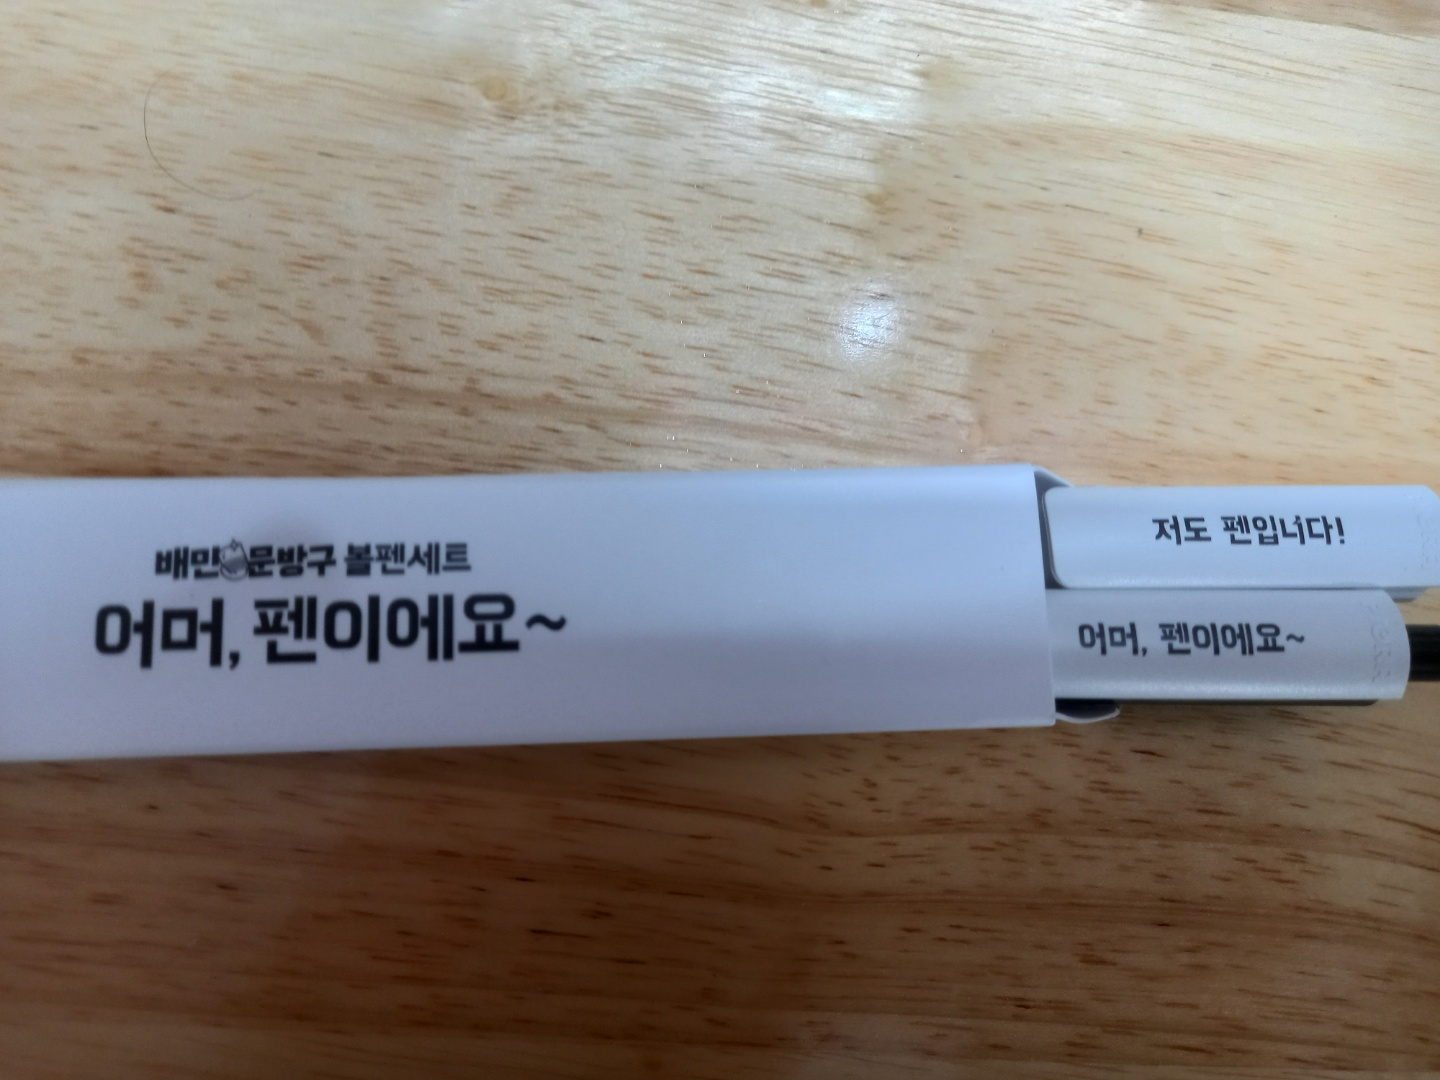 배민문방구 볼펜세트
어머, 펜이에요~
저도 펜입니다!
어머, 펜이에요~